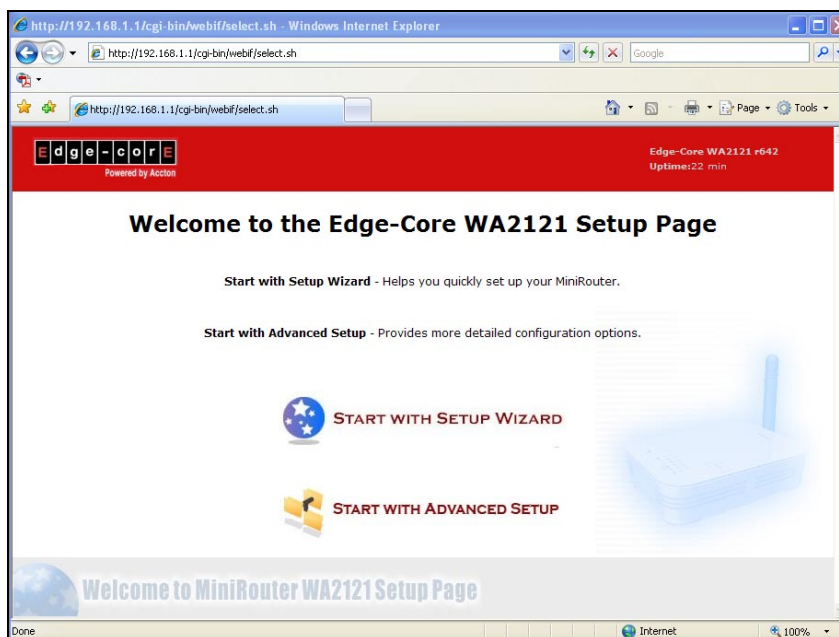 http://192.168.1.1/cgi-bin/webif/select.sh - Windows Internet Explorer
http://192.168.1.1/cgi-bin/webif/select.sh
Google
http://192.168.1.1/cgi-bin/webif/select.sh
Page
Tools
Edge-corE
Powered by Accton
Edge-Core WA2121 r642
Uptime:22 min
Welcome to the Edge-Core WA2121 Setup Page
Start with Setup Wizard - Helps you quickly set up your MiniRouter.
Start with Advanced Setup - Provides more detailed configuration options.
START WITH SETUP WIZARD
START WITH ADVANCED SETUP
Welcome to MiniRouter WA2121 Setup Page
Done
Internet
100%